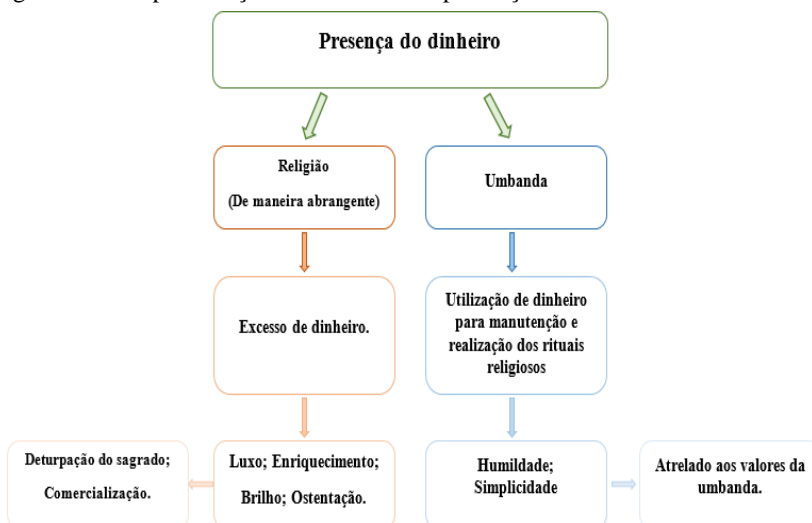 Presença do dinheiro
Religião
(De maneira abrangente)
Umbanda
Excesso de dinheiro.
Utilização de dinheiro
para manutenção e
realização dos rituais
religiosos
Deturpação do sagrado;
Comercialização.
Luxo; Enriquecimento;
Brilho; Ostentação.
Humildade;
Simplicidade
Atrelado aos valores da
umbanda.